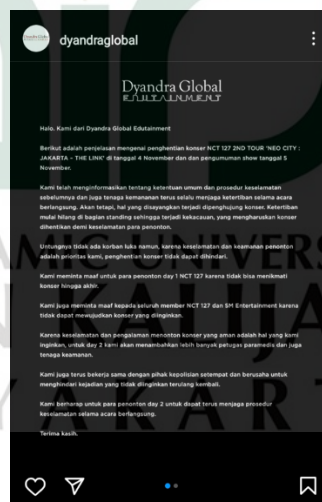 dyandraglobal
Dyandra Global
EDUTAINMENT
Halo. Kami dari Dyandra Global Edutainment
Berikut adalah penjelasan mengenai penghentian konser NCT 127 2ND TOUR 'NEO CITY :
JAKARTA - THE LINK' di tanggal 4 November dan dan pengumuman show tanggal 5
November.
Kami telah menginformasikan tentang ketentuan umum dan prosedur keselamatan
sebelumnya dan juga tenaga kemananan terus selalu menjaga ketertiban selama acara
berlangsung. Akan tetapi, hal yang disayangkan terjadi dipenghujung konser. Ketertiban
mulai hilang di bagian standing sehingga terjadi kekacauan, yang mengharuskan konser
dihentikan demi keselamatan para penonton.
Untungnya tidak ada korban luka namun, karena keselamatan dan keamanan penonton
adalah prioritas kami, penghentian konser tidak dapat dihindari.
Kami meminta maaf untuk para penonton day 1 NCT 127 karena tidak bisa menikmati
konser hingga akhir.
Kami juga meminta maaf kepada seluruh member NCT 127 dan SM Entertainment karena
tidak dapat mewujudkan konser yang diinginkan.
Karena keselamatan dan pengalaman menonton konser yang aman adalah hal yang kami
inginkan, untuk day 2 kami akan menambahkan lebih banyak petugas paramedis dan juga
tenaga keamanan.
Kami juga terus bekerja sama dengan pihak kepolisian setempat dan berusaha untuk
menghindari kejadian yang tidak diinginkan terulang kembali.
Kami berharap untuk para penonton day 2 untuk dapat terus menjaga prosedur
keselamatan selama acara berlangsung.
Terima kasih.